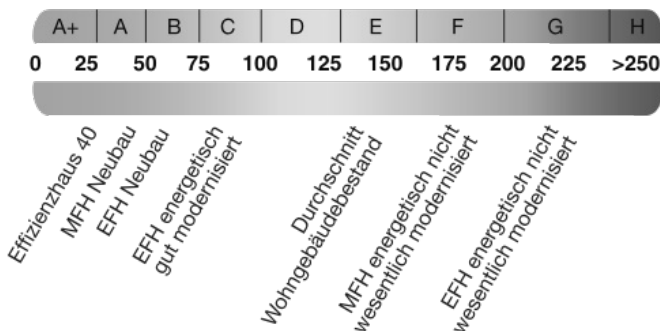 A+ A B C D E F G H
0 25 50 75 100 125 150 175 200 225 >250
Effizienzhaus 40
MFH Neubau
EFH Neubau
EFH energetisch
gut modernisiert
Durchschnitt
Wohngebäudebestand
MFH energetisch nicht
wesentlich modernisiert
EFH energetisch nicht
wesentlich modernisiert